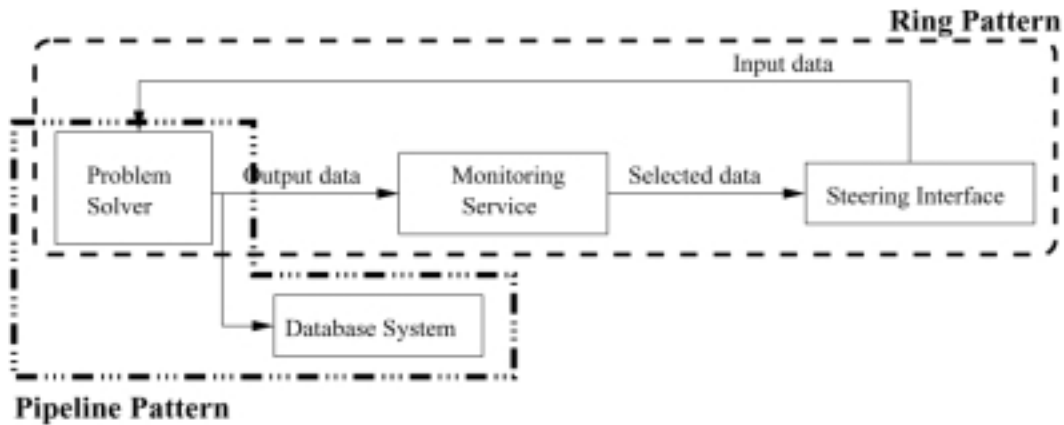 Ring Pattern
Input data
Problem
Solver
Output data
Monitoring
Service
Selected data
Steering Interface
Database System
Pipeline Pattern